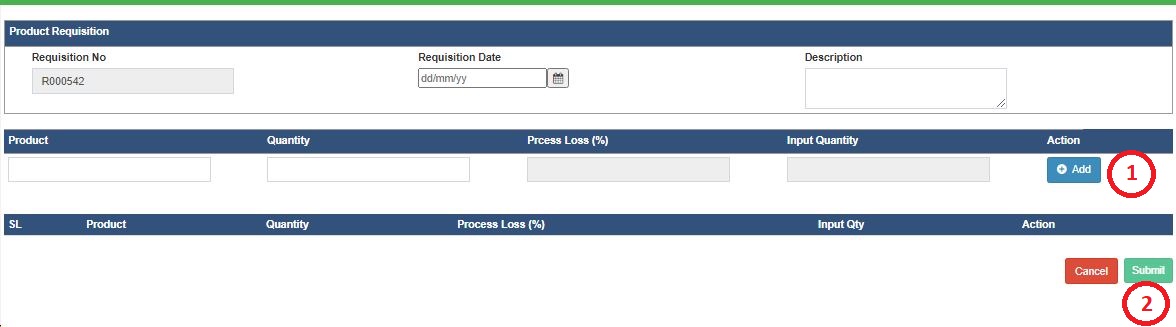 Product Requisition
Requisition No Requisition Date Description
R000542 dd/mm/yy
Product Quantity Prcess Loss (%) Input Quantity Action
Add 1
SL Product Quantity Process Loss (%) Input Qty Action
Cancel Submil
2